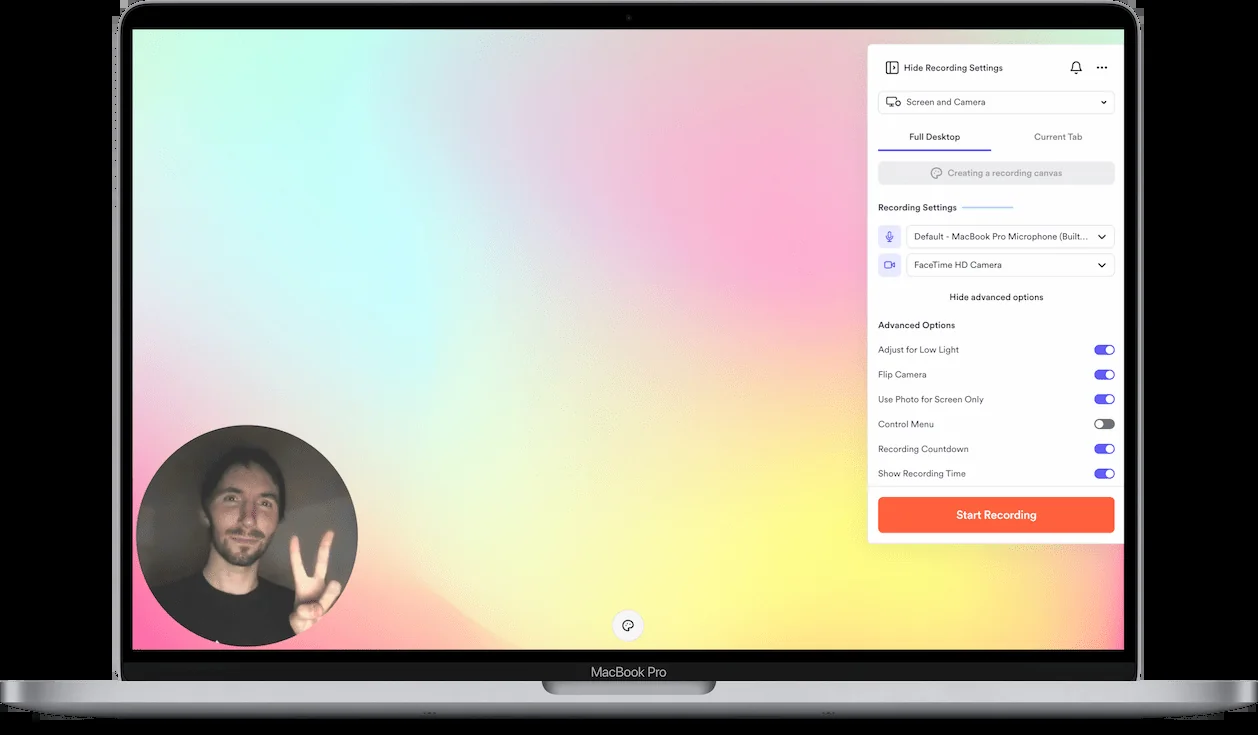 Hide Recording Settings
Screen and Camera
Full Desktop Current Tab
Creating a recording canvas
Recording Settings
Default - MacBook Pro Microphone (Built...
FaceTime HD Camera
Hide advanced options
Advanced Options
Adjust for Low Light
Flip Camera
Use Photo for Screen Only
Control Menu
Recording Countdown
Show Recording Time
Start Recording
MacBook Pro